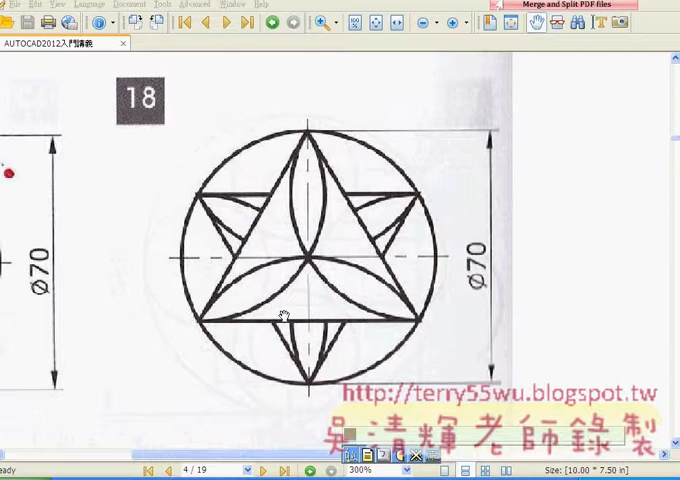 File Edit View Language Document Tools Advanced Window Help
Merge and Split PDF files
AUTOCAD2012入門講義
18
Ø70
Ø70
http://terry55wu.blogspot.tw
吳清輝老師錄製
eady
4 / 19
300%
Size: [10.00 * 7.50 in]